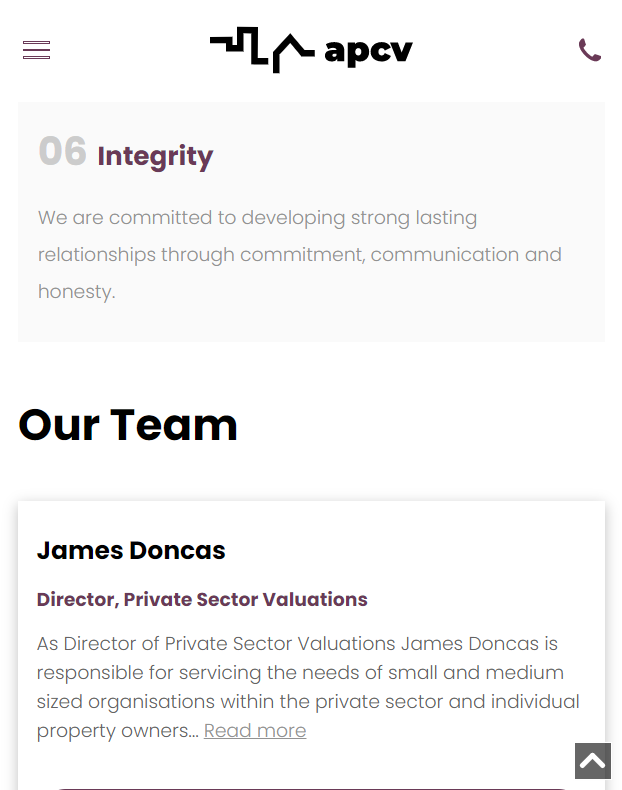 apcv
06 Integrity
We are committed to developing strong lasting
relationships through commitment, communication and
honesty.
Our Team
James Doncas
Director, Private Sector Valuations
As Director of Private Sector Valuations James Doncas is
responsible for servicing the needs of small and medium
sized organisations within the private sector and individual
property owners... Read more